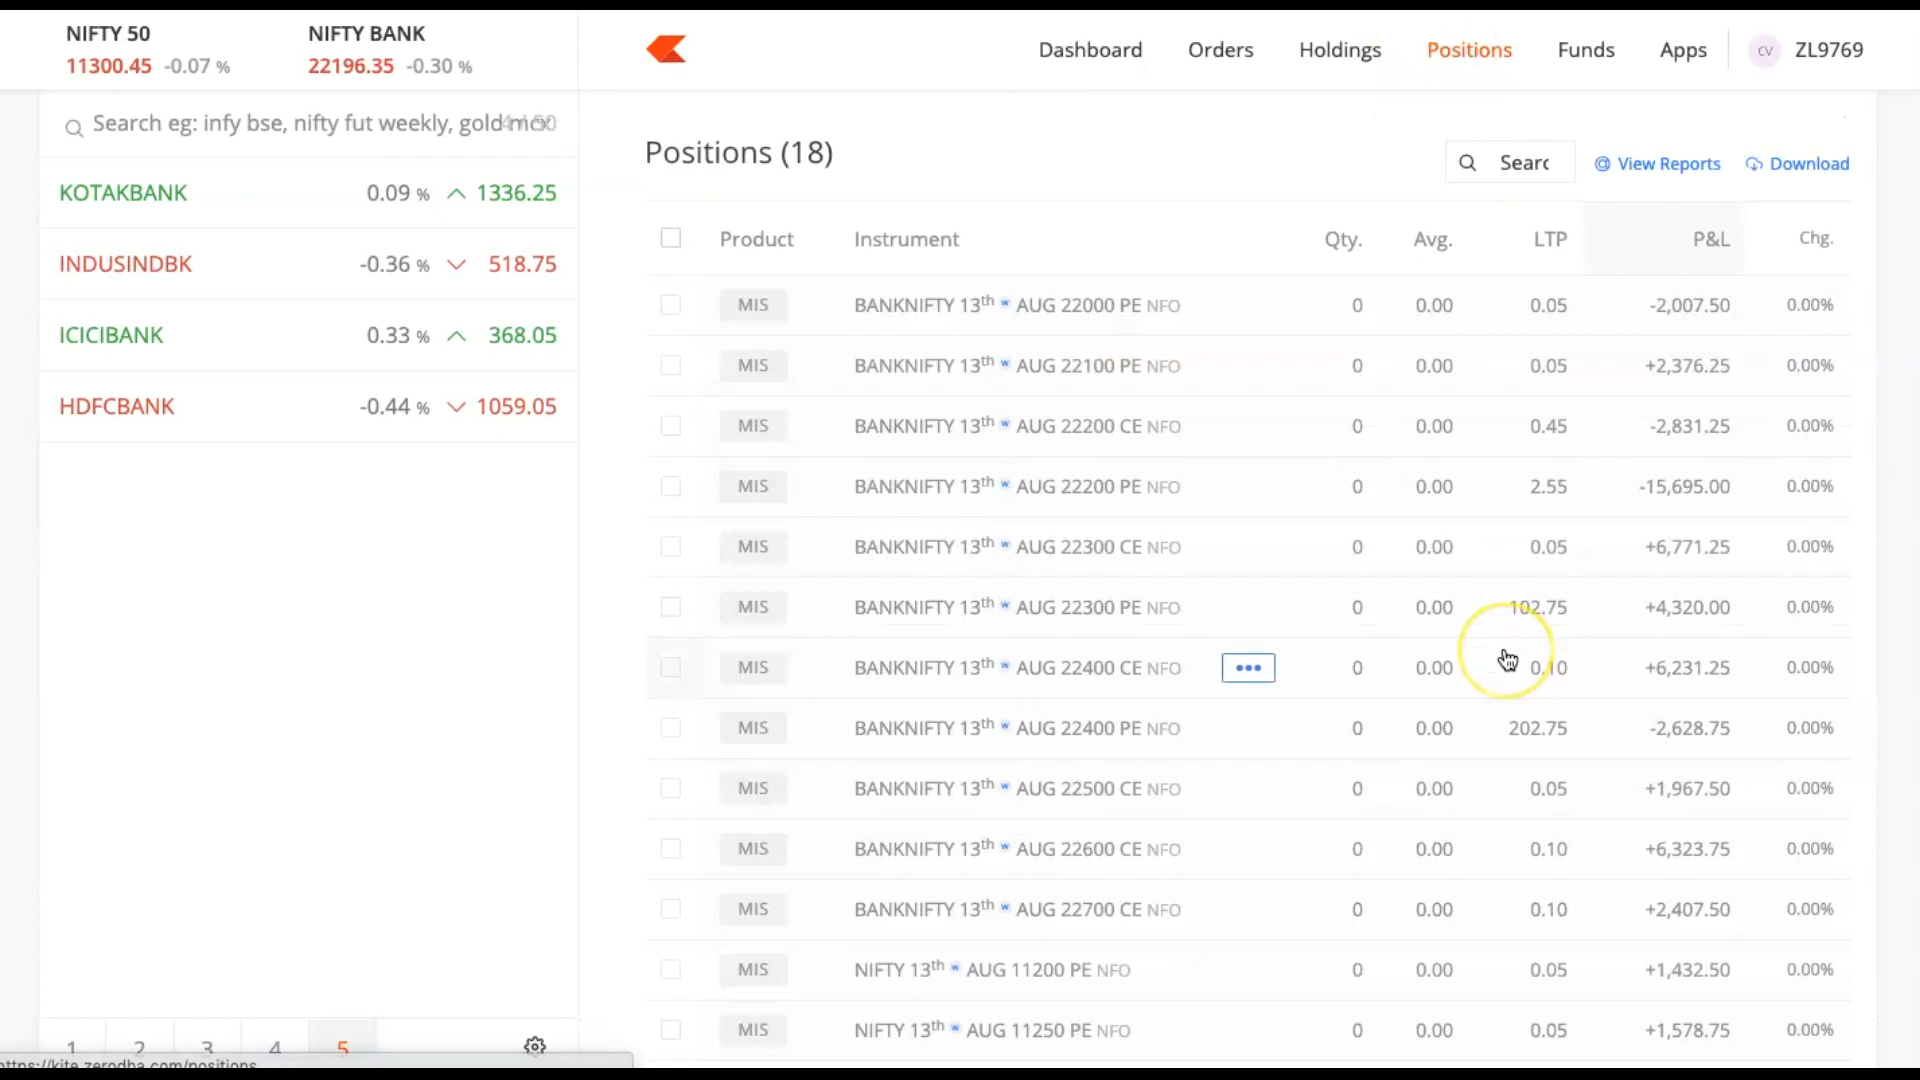 NIFTY 50
11300.45 -0.07 %
NIFTY BANK
22196.35 -0.30 %
Dashboard Orders Holdings Positions Funds Apps CV ZL9769
Search eg: infy bse, nifty fut weekly, gold mcx
4 / 50
KOTAKBANK 0.09 % 1336.25
INDUSINDBK -0.36 % 518.75
ICICIBANK 0.33 % 368.05
HDFCBANK -0.44 % 1059.05
1 2 3 4 5
https://kite.zerodha.com/positions
Positions (18)
Searc View Reports Download
Product Instrument Qty. Avg. LTP P&L Chg.
MIS BANKNIFTY 13th w AUG 22000 PE NFO 0 0.00 0.05 -2,007.50 0.00%
MIS BANKNIFTY 13th w AUG 22100 PE NFO 0 0.00 0.05 +2,376.25 0.00%
MIS BANKNIFTY 13th w AUG 22200 CE NFO 0 0.00 0.45 -2,831.25 0.00%
MIS BANKNIFTY 13th w AUG 22200 PE NFO 0 0.00 2.55 -15,695.00 0.00%
MIS BANKNIFTY 13th w AUG 22300 CE NFO 0 0.00 0.05 +6,771.25 0.00%
MIS BANKNIFTY 13th w AUG 22300 PE NFO 0 0.00 102.75 +4,320.00 0.00%
MIS BANKNIFTY 13th w AUG 22400 CE NFO ••• 0 0.00 0.10 +6,231.25 0.00%
MIS BANKNIFTY 13th w AUG 22400 PE NFO 0 0.00 202.75 -2,628.75 0.00%
MIS BANKNIFTY 13th w AUG 22500 CE NFO 0 0.00 0.05 +1,967.50 0.00%
MIS BANKNIFTY 13th w AUG 22600 CE NFO 0 0.00 0.10 +6,323.75 0.00%
MIS BANKNIFTY 13th w AUG 22700 CE NFO 0 0.00 0.10 +2,407.50 0.00%
MIS NIFTY 13th w AUG 11200 PE NFO 0 0.00 0.05 +1,432.50 0.00%
MIS NIFTY 13th w AUG 11250 PE NFO 0 0.00 0.05 +1,578.75 0.00%